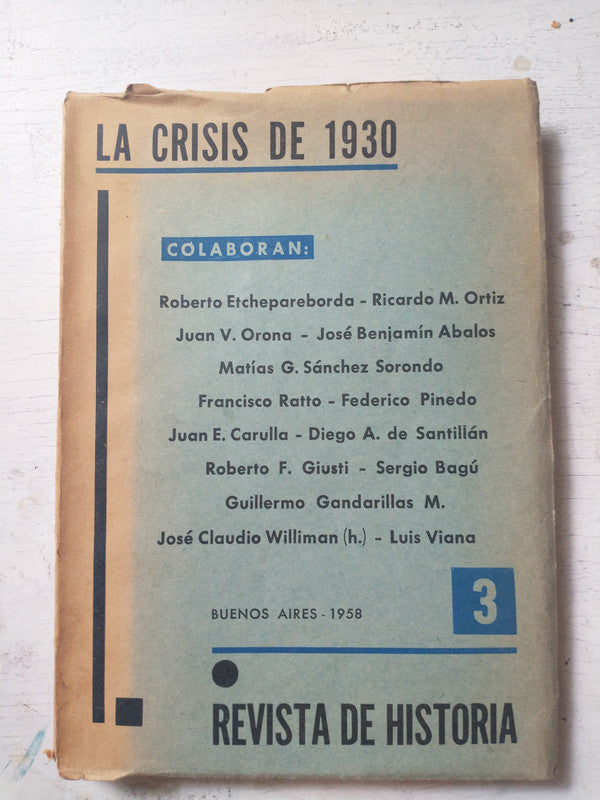 LA CRISIS DE 1930
COLABORAN:
Roberto Etchepareborda - Ricardo M. Ortiz
Juan V. Orona - José Benjamín Abalos
Matías G. Sánchez Sorondo
Francisco Ratto - Federico Pinedo
Juan E. Carulla - Diego A. de Santillán
Roberto F. Giusti - Sergio Bagú
Guillermo Gandarillas M.
José Claudio Williman (h.) - Luis Viana
3
BUENOS AIRES - 1958
REVISTA DE HISTORIA